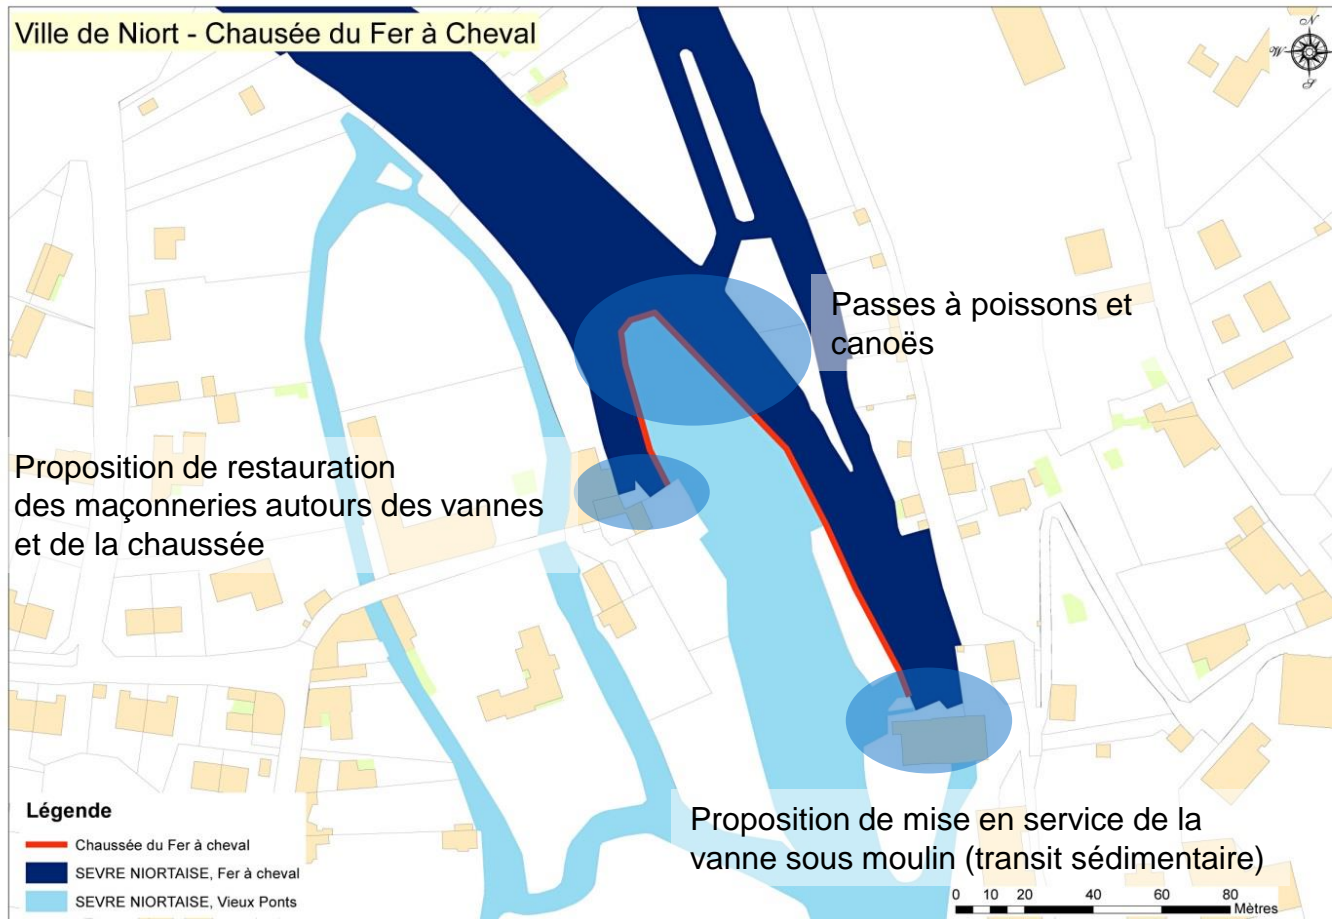 Ville de Niort - Chausée du Fer à Cheval
N
W
S
Passes à poissons et
canoës
Proposition de restauration
des maçonneries autours des vannes
et de la chaussée
Proposition de mise en service de la
vanne sous moulin (transit sédimentaire)
Légende
Chaussée du Fer à cheval
SEVRE NIORTAISE, Fer à cheval
SEVRE NIORTAISE, Vieux Ponts
0 10 20 40 60 80
Mètres